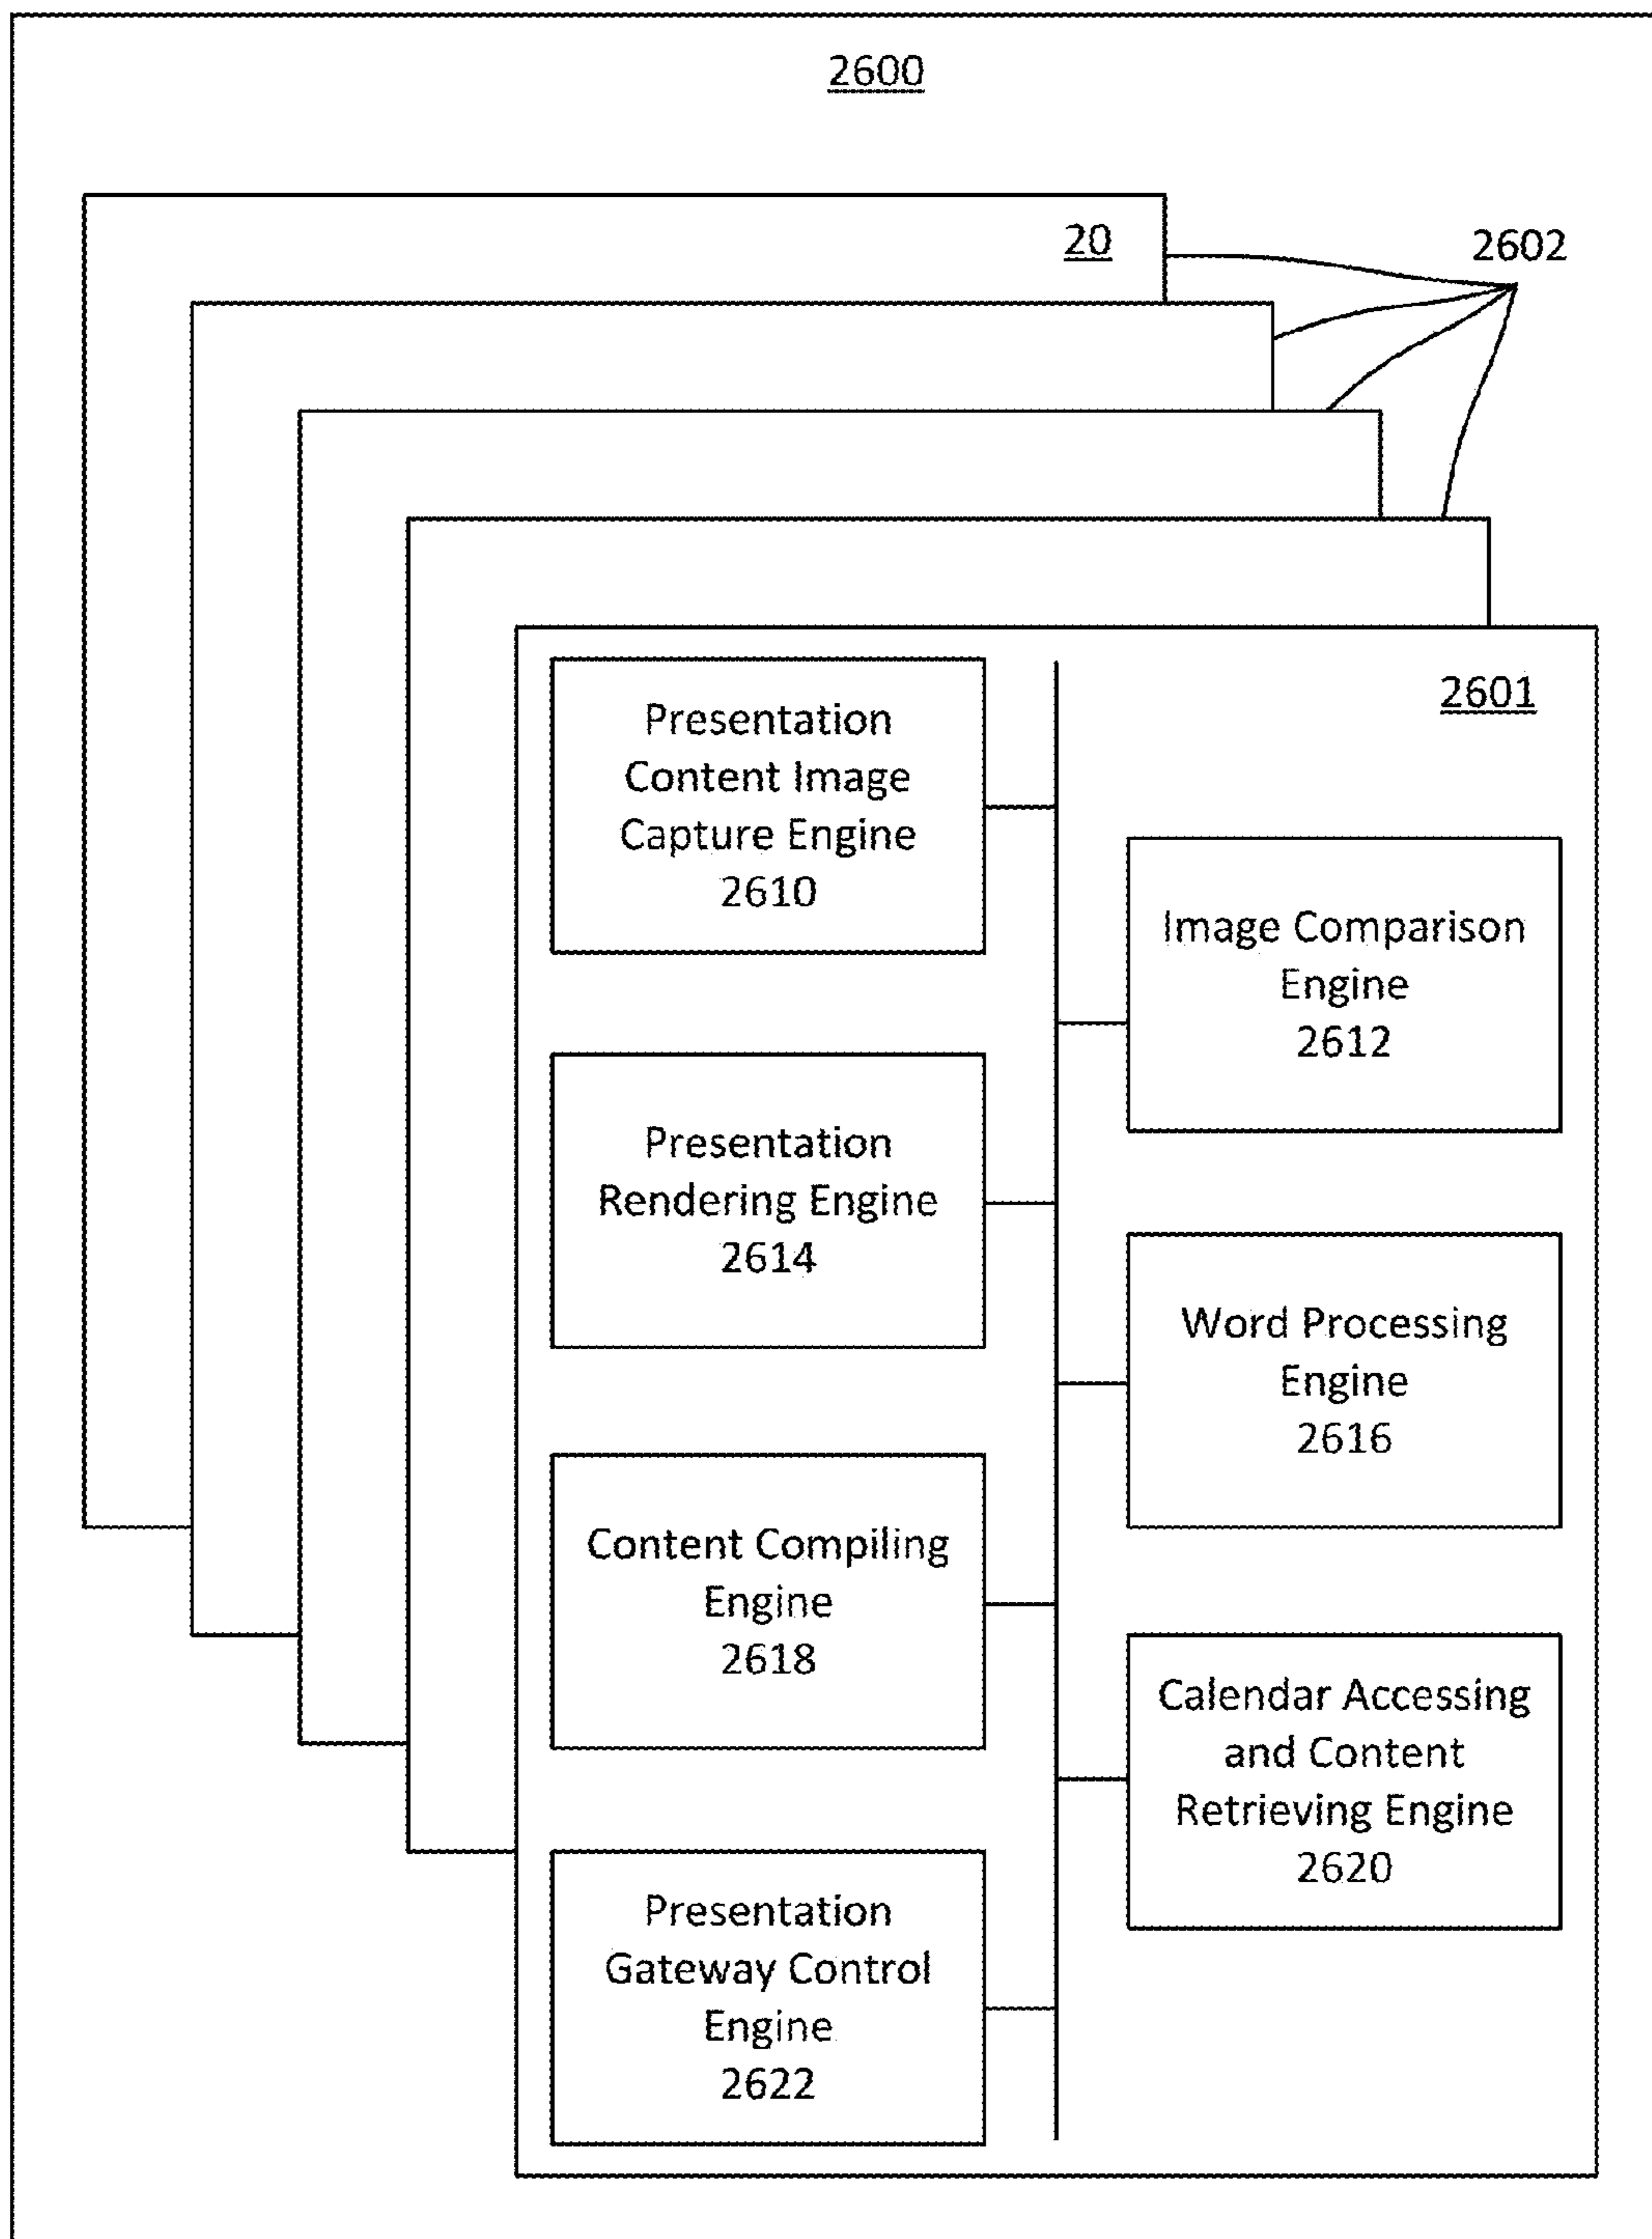 2600
20
2602
2601
Presentation
Content Image
Capture Engine
2610
Image Comparison
Engine
2612
Presentation
Rendering Engine
2614
Word Processing
Engine
2616
Content Compiling
Engine
2618
Calendar Accessing
and Content
Retrieving Engine
2620
Presentation
Gateway Control
Engine
2622